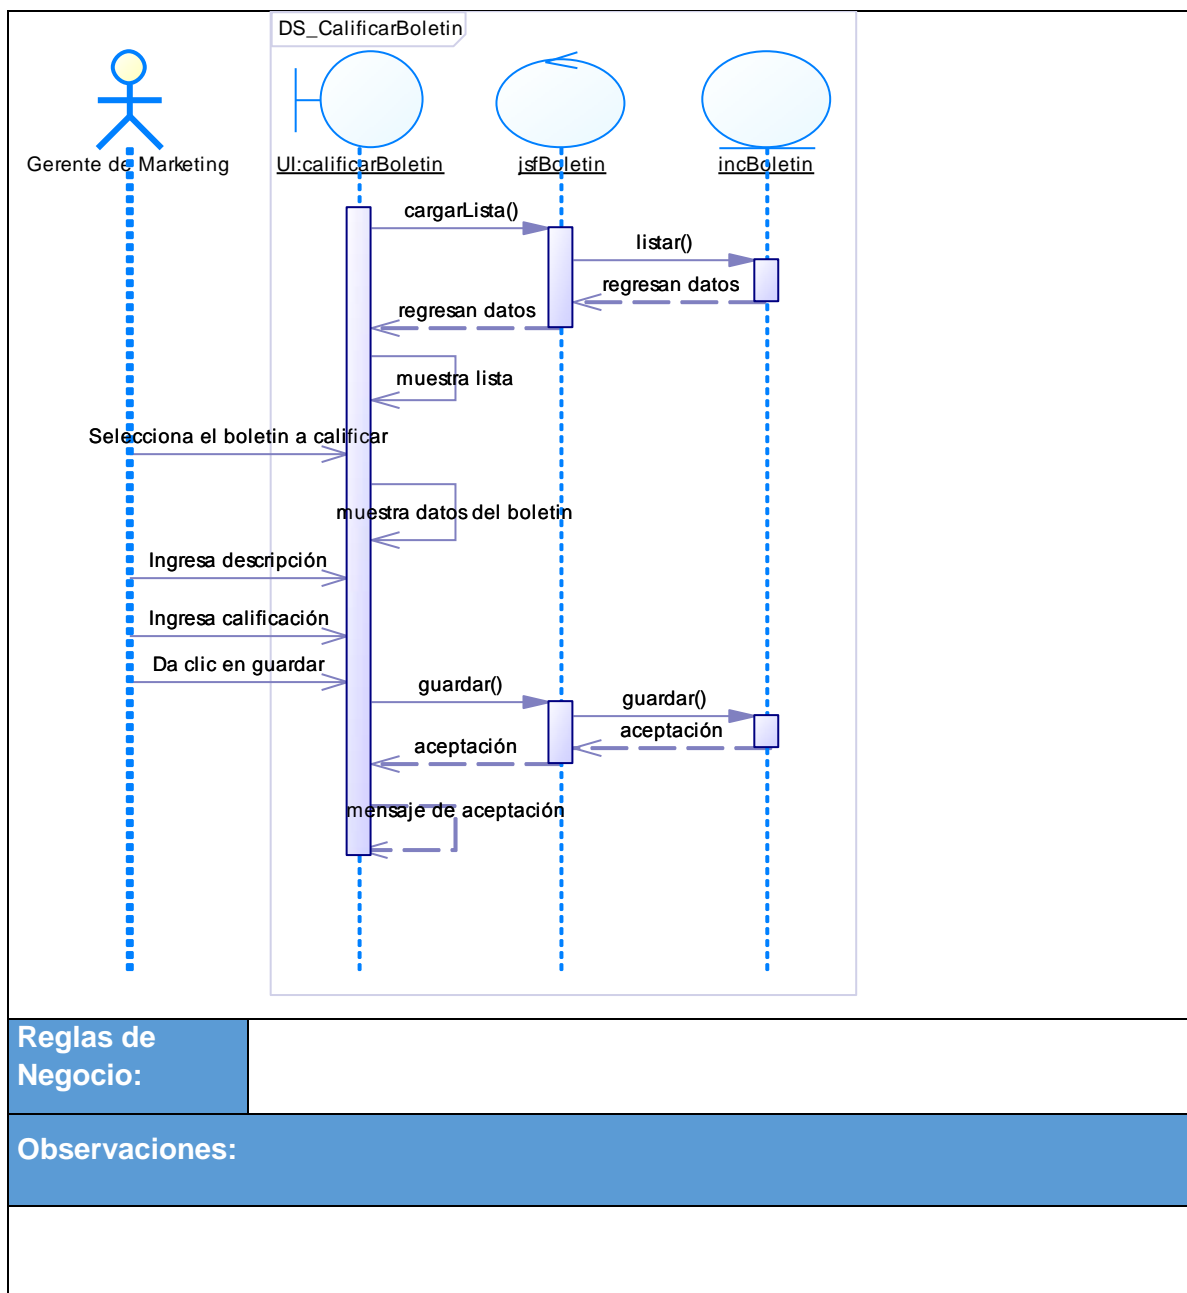 DS_CalificarBoletin
Gerente de Marketing
UI:calificarBoletin
jsfBoletin
incBoletin
cargarLista()
listar()
regresan datos
regresan datos
muestra lista
Selecciona el boletin a calificar
muestra datos del boletin
Ingresa descripción
Ingresa calificación
Da clic en guardar
guardar()
guardar()
aceptación
aceptación
mensaje de aceptación
Reglas de
Negocio:
Observaciones: